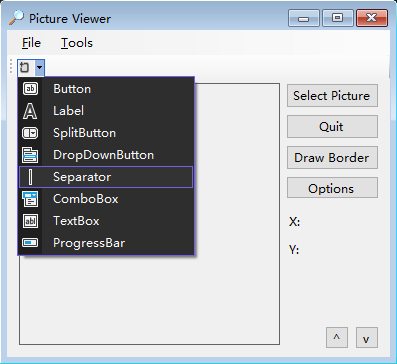 Picture Viewer
File Tools
Button
Label
SplitButton
DropDownButton
Separator
ComboBox
TextBox
ProgressBar
Select Picture
Quit
Draw Border
Options
X:
Y:
^ v